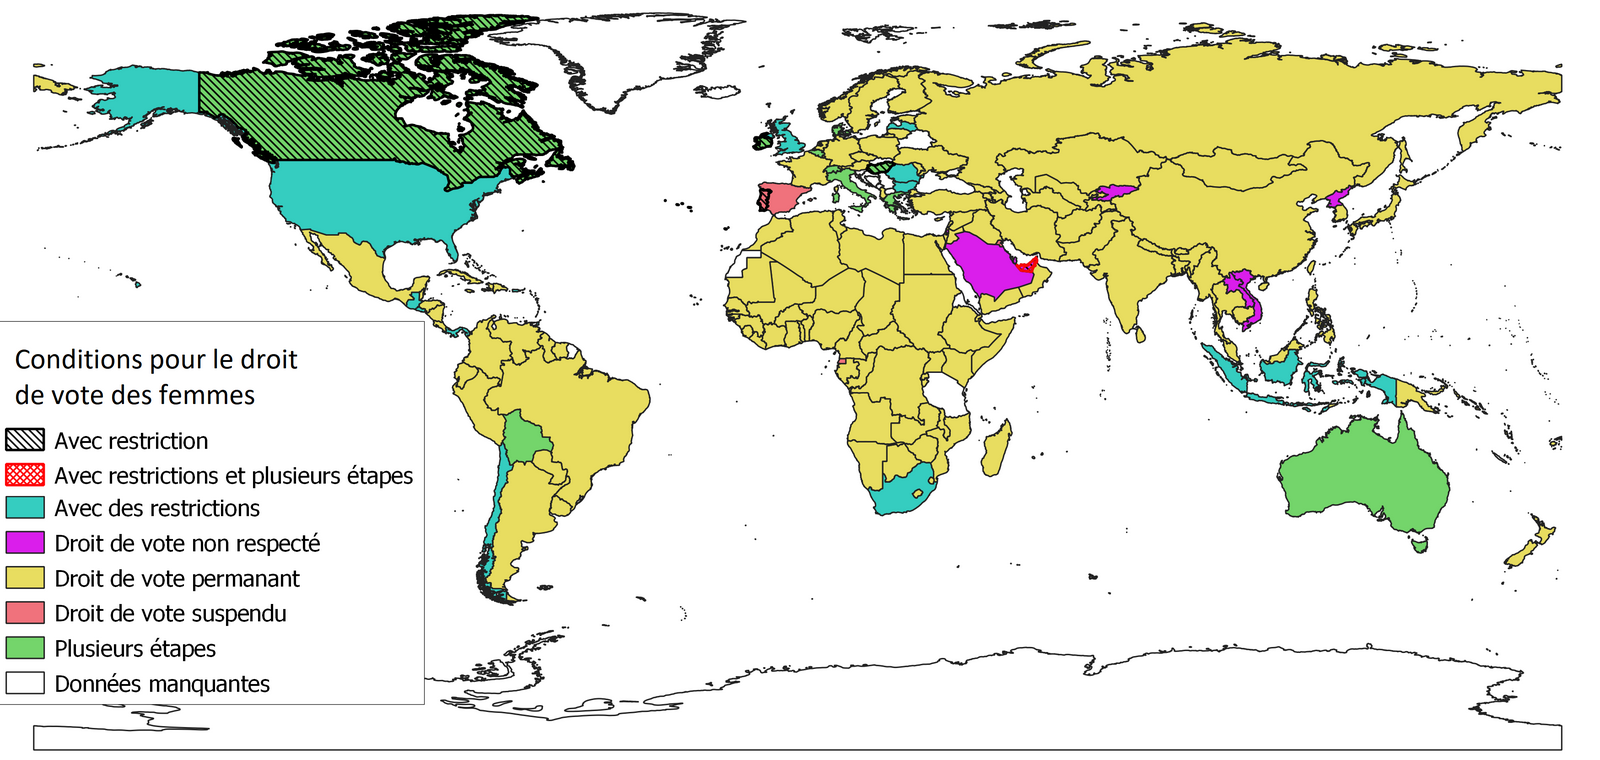 Conditions pour le droit
de vote des femmes
Avec restriction
Avec restrictions et plusieurs étapes
Avec des restrictions
Droit de vote non respecté
Droit de vote permanant
Droit de vote suspendu
Plusieurs étapes
Données manquantes